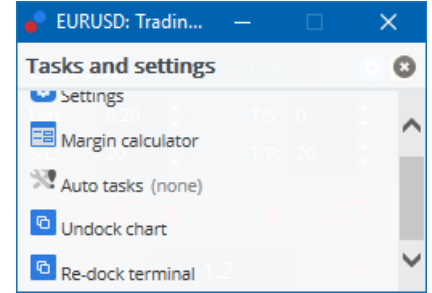 EURUSD: Tradin...
Tasks and settings
Settings
Margin calculator
Auto tasks (none)
Undock chart
Re-dock terminal